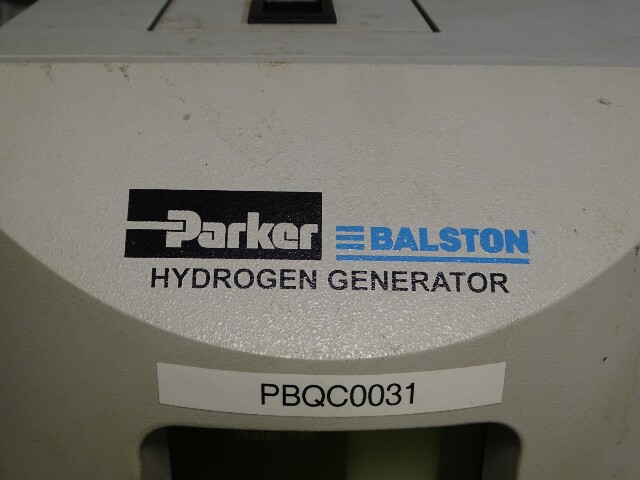 Parker BALSTON
HYDROGEN GENERATOR
PBQC0031